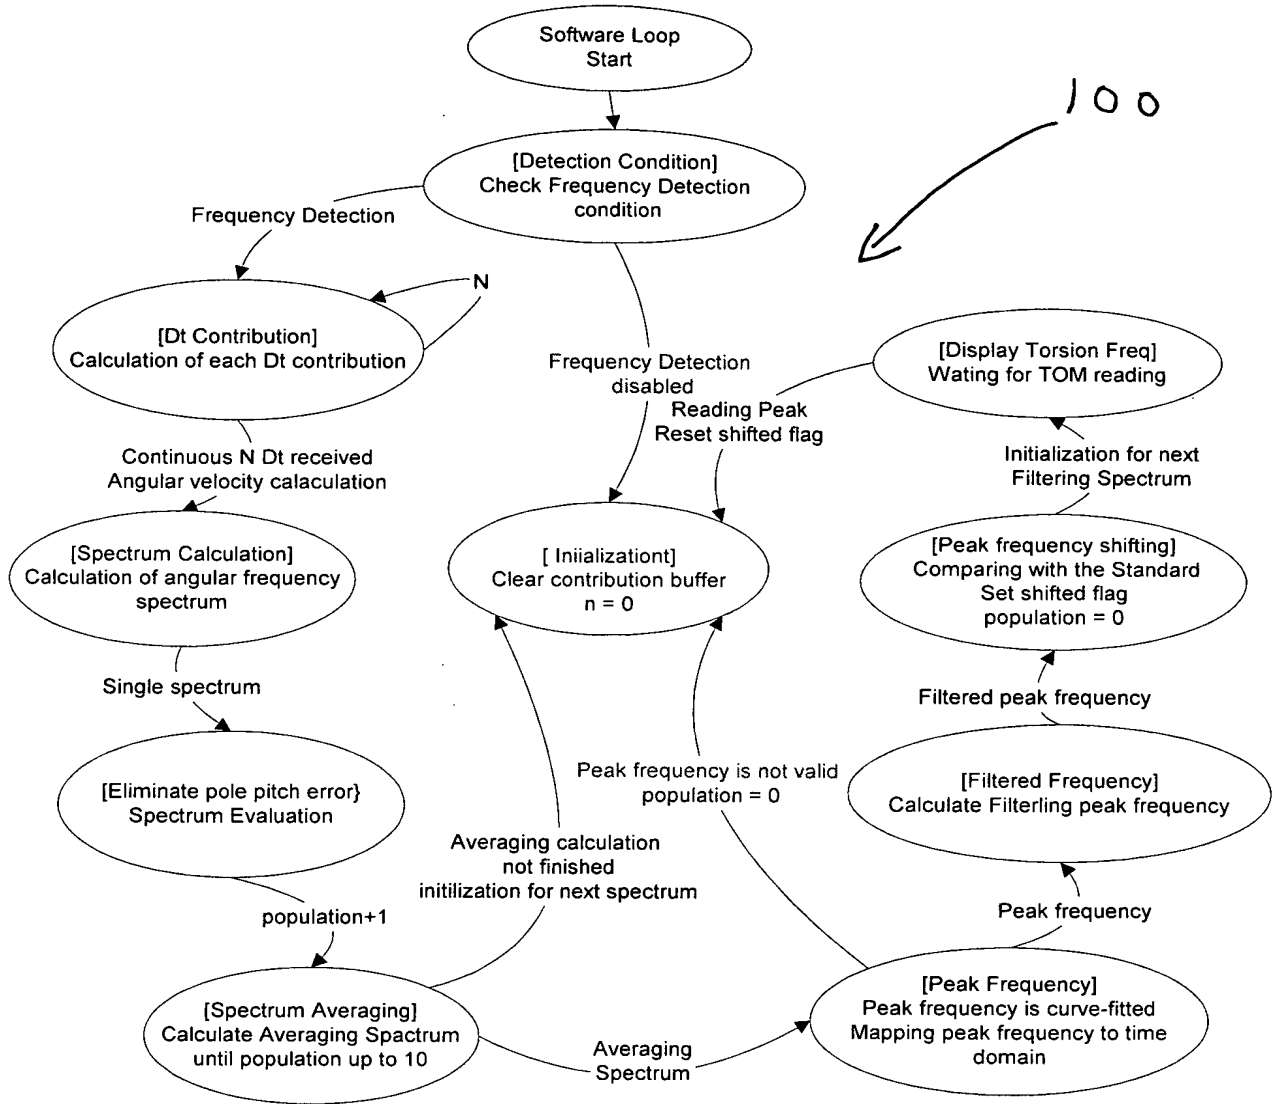 Software Loop
Start
100
[Detection Condition]
Check Frequency Detection
condition
Frequency Detection
N
[Dt Contribution]
Calculation of each Dt contribution
Frequency Detection
disabled
[Display Torsion Freq]
Wating for TOM reading
Reading Peak
Reset shifted flag
Continuous N Dt received
Angular velocity calaculation
Initialization for next
Filtering Spectrum
[Spectrum Calculation]
Calculation of angular frequency
spectrum
[ Iniializationt]
Clear contribution buffer
n = 0
[Peak frequency shifting]
Comparing with the Standard
Set shifted flag
population = 0
Single spectrum
Filtered peak frequency
[Eliminate pole pitch error}
Spectrum Evaluation
Peak frequency is not valid
population = 0
[Filtered Frequency]
Calculate Filterling peak frequency
Averaging calculation
not finished
initilization for next spectrum
population+1
Peak frequency
[Spectrum Averaging]
Calculate Averaging Spactrum
until population up to 10
Averaging
Spectrum
[Peak Frequency]
Peak frequency is curve-fitted
Mapping peak frequency to time
domain